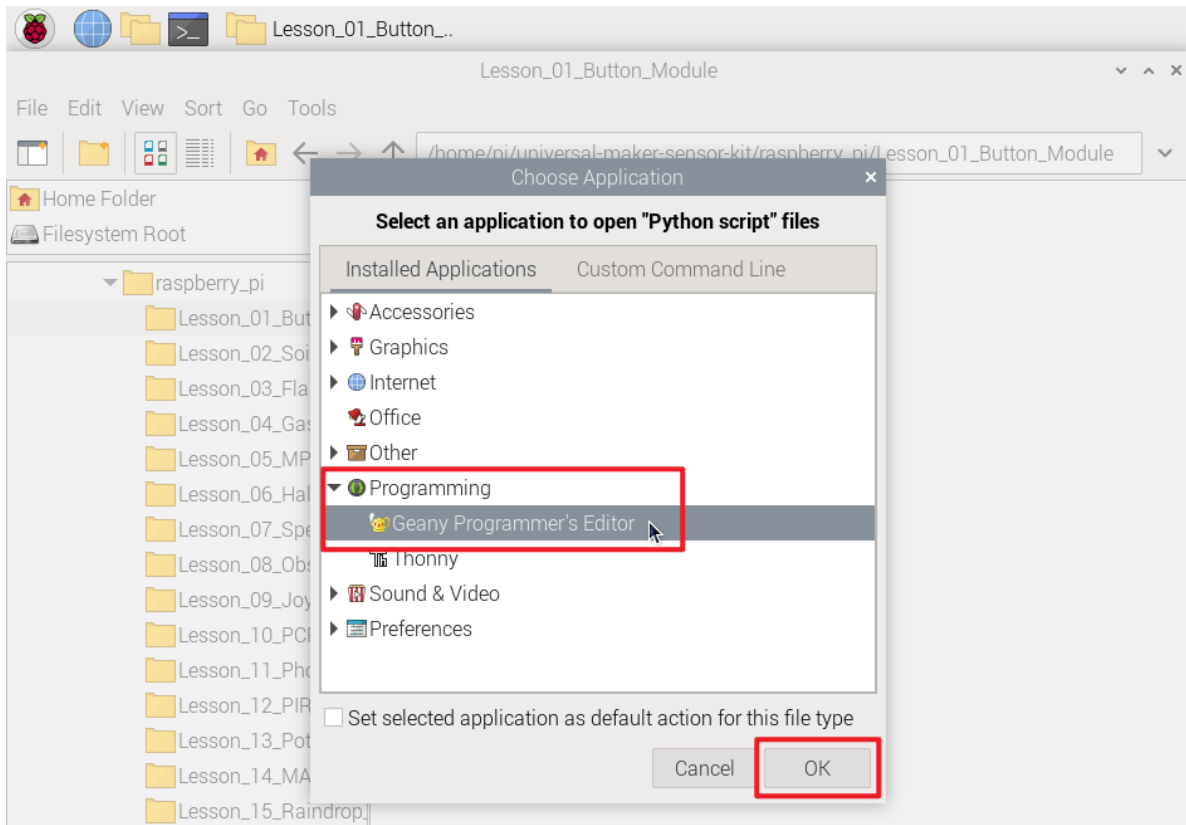 Lesson_01_Button_..
Lesson_01_Button_Module
File Edit View Sort Go Tools
/home/pi/universal-maker-sensor-kit/raspberry_pi/Lesson_01_Button_Module
Home Folder
Filesystem Root
raspberry_pi
Lesson_01_But
Lesson_02_Soi
Lesson_03_Fla
Lesson_04_Gas
Lesson_05_MP
Lesson_06_Hal
Lesson_07_Spe
Lesson_08_Obs
Lesson_09_Joy
Lesson_10_PCF
Lesson_11_Pho
Lesson_12_PIR
Lesson_13_Pot
Lesson_14_MA
Lesson_15_Raindrop_
Choose Application
Select an application to open "Python script" files
Installed Applications Custom Command Line
Accessories
Graphics
Internet
Office
Other
Programming
Geany Programmer's Editor
Thonny
Sound & Video
Preferences
Set selected application as default action for this file type
Cancel OK